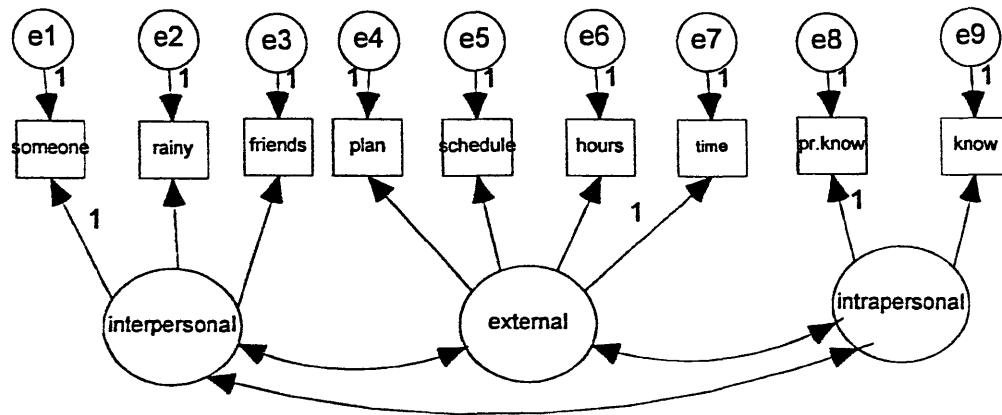 e1 e2 e3 e4 e5 e6 e7 e8 e9
1 1 1 1 1 1 1 1 1
someone rainy friends plan schedule hours time pr.know know
1 1 1
interpersonal external intrapersonal